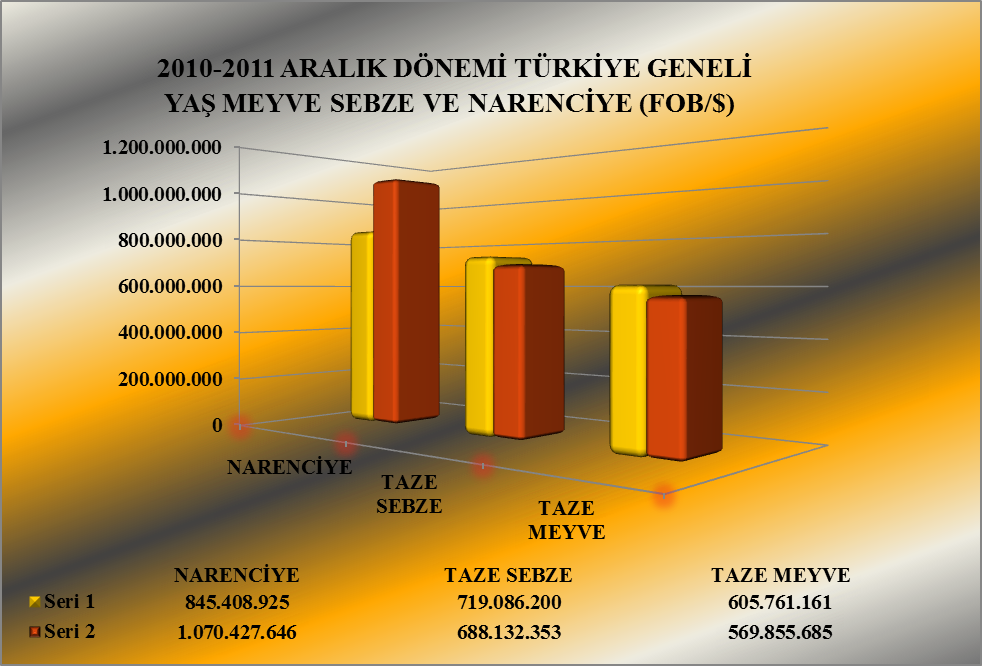 2010-2011 ARALIK DÖNEMİ TÜRKİYE GENELİ
YAŞ MEYVE SEBZE VE NARENCİYE (FOB/$)
1.200.000.000
1.000.000.000
800.000.000
600.000.000
400.000.000
200.000.000
0
NARENCİYE
TAZE
SEBZE
TAZE
MEYVE
NARENCİYE TAZE SEBZE TAZE MEYVE
Seri 1 845.408.925 719.086.200 605.761.161
Seri 2 1.070.427.646 688.132.353 569.855.685